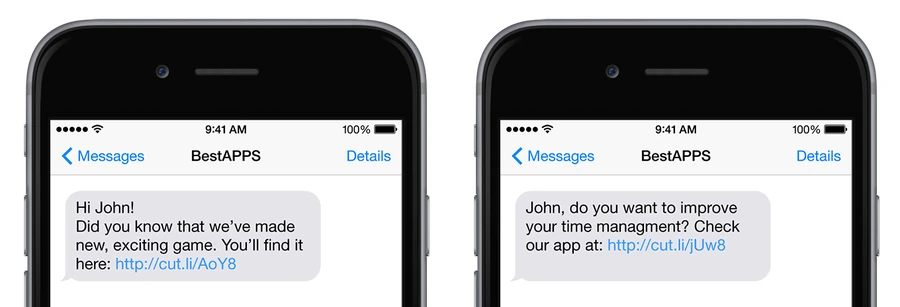 9:41 AM 100%
Messages BestAPPS Details
Hi John!
Did you know that we've made
new, exciting game. You'll find it
here: http://cut.li/AoY8
9:41 AM 100%
Messages BestAPPS Details
John, do you want to improve
your time managment? Check
our app at: http://cut.li/jUw8